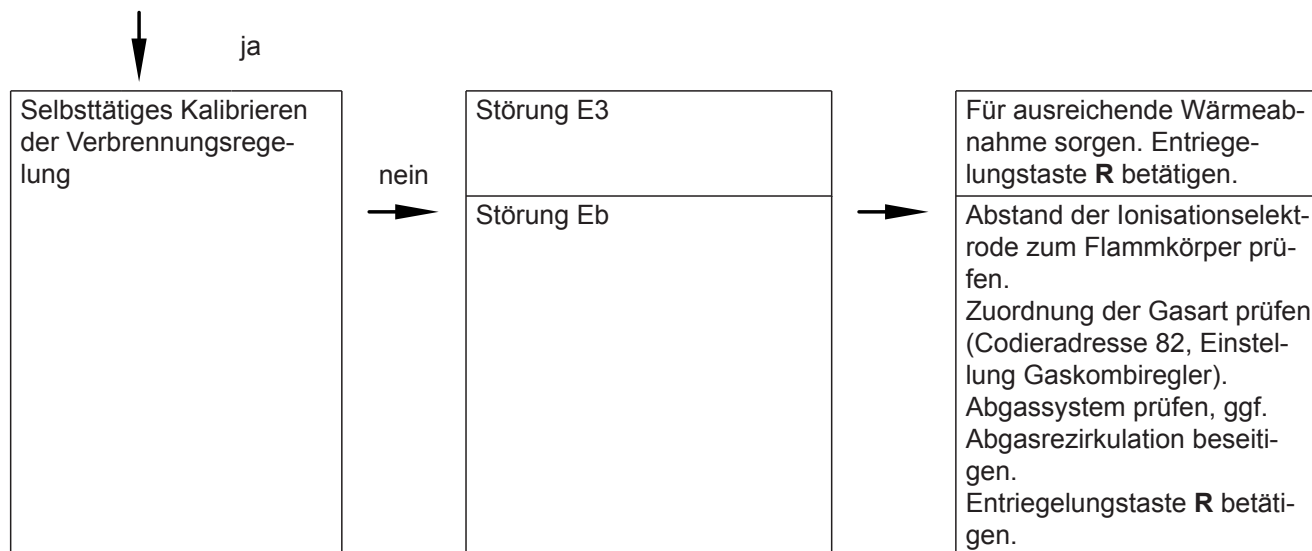 ja
Selbsttätiges Kalibrieren
der Verbrennungsrege-
lung
nein
Störung E3
Störung Eb
Für ausreichende Wärmeab-
nahme sorgen. Entriege-
lungstaste R betätigen.
Abstand der Ionisationselekt-
rode zum Flammkörper prü-
fen.
Zuordnung der Gasart prüfen
(Codieradresse 82, Einstel-
lung Gaskombiregler).
Abgassystem prüfen, ggf.
Abgasrezirkulation beseiti-
gen.
Entriegelungstaste R betäti-
gen.